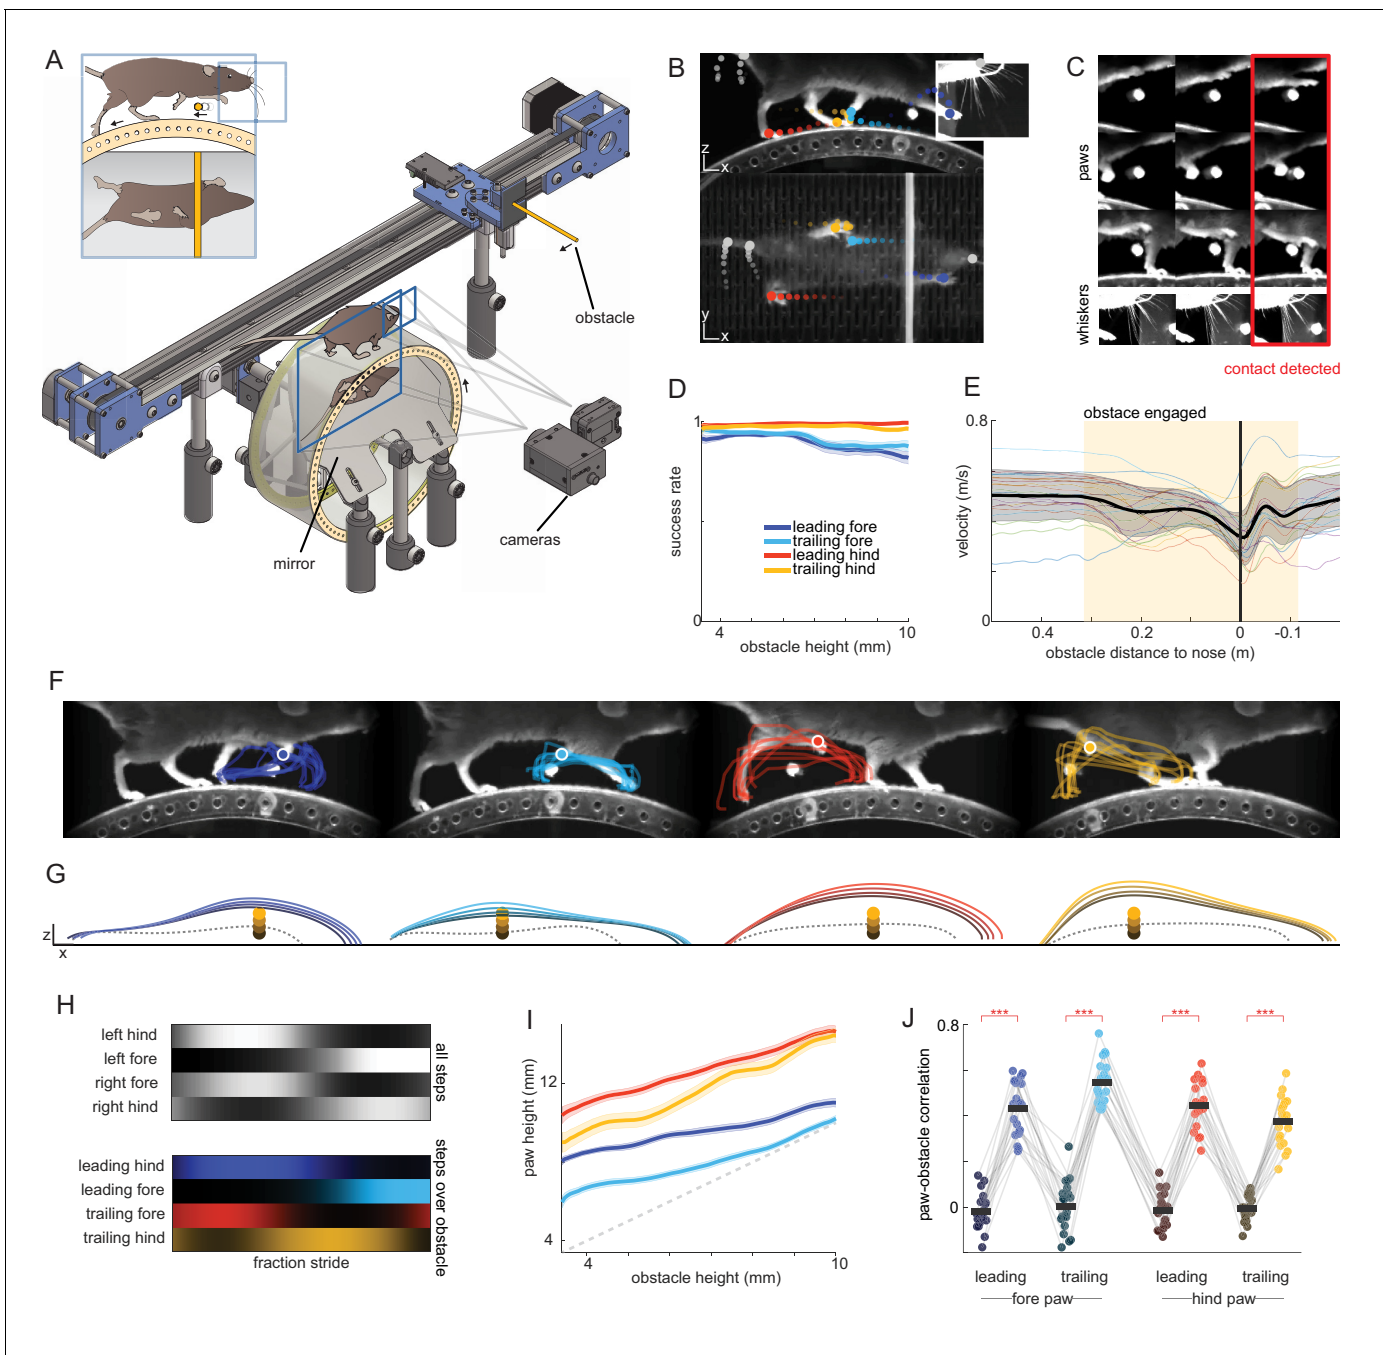 A
obstacle
cameras
mirror
B
z
x
y
x
C
paws
whiskers
contact detected
D
success rate
1
0
4
10
obstacle height (mm)
leading fore
trailing fore
leading hind
trailing hind
E
obstace engaged
velocity (m/s)
0.8
0
0.4
0.2
0
-0.1
obstacle distance to nose (m)
F
G
z
x
H
left hind
left fore
right fore
right hind
all steps
leading hind
leading fore
trailing fore
trailing hind
steps over obstacle
fraction stride
I
paw height (mm)
12
4
4
10
obstacle height (mm)
J
paw-obstacle correlation
0.8
0
*** *** *** ***
leading trailing leading trailing
fore paw hind paw